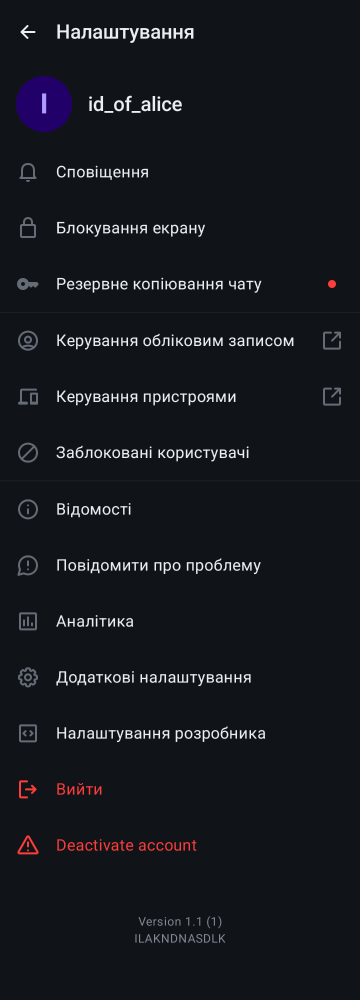 Налаштування
I
id_of_alice
Сповіщення
Блокування екрану
Резервне копіювання чату
Керування обліковим записом
Керування пристроями
Заблоковані користувачі
Відомості
Повідомити про проблему
Аналітика
Додаткові налаштування
Налаштування розробника
Вийти
Deactivate account
Version 1.1 (1)
ILAKNDNASDLK